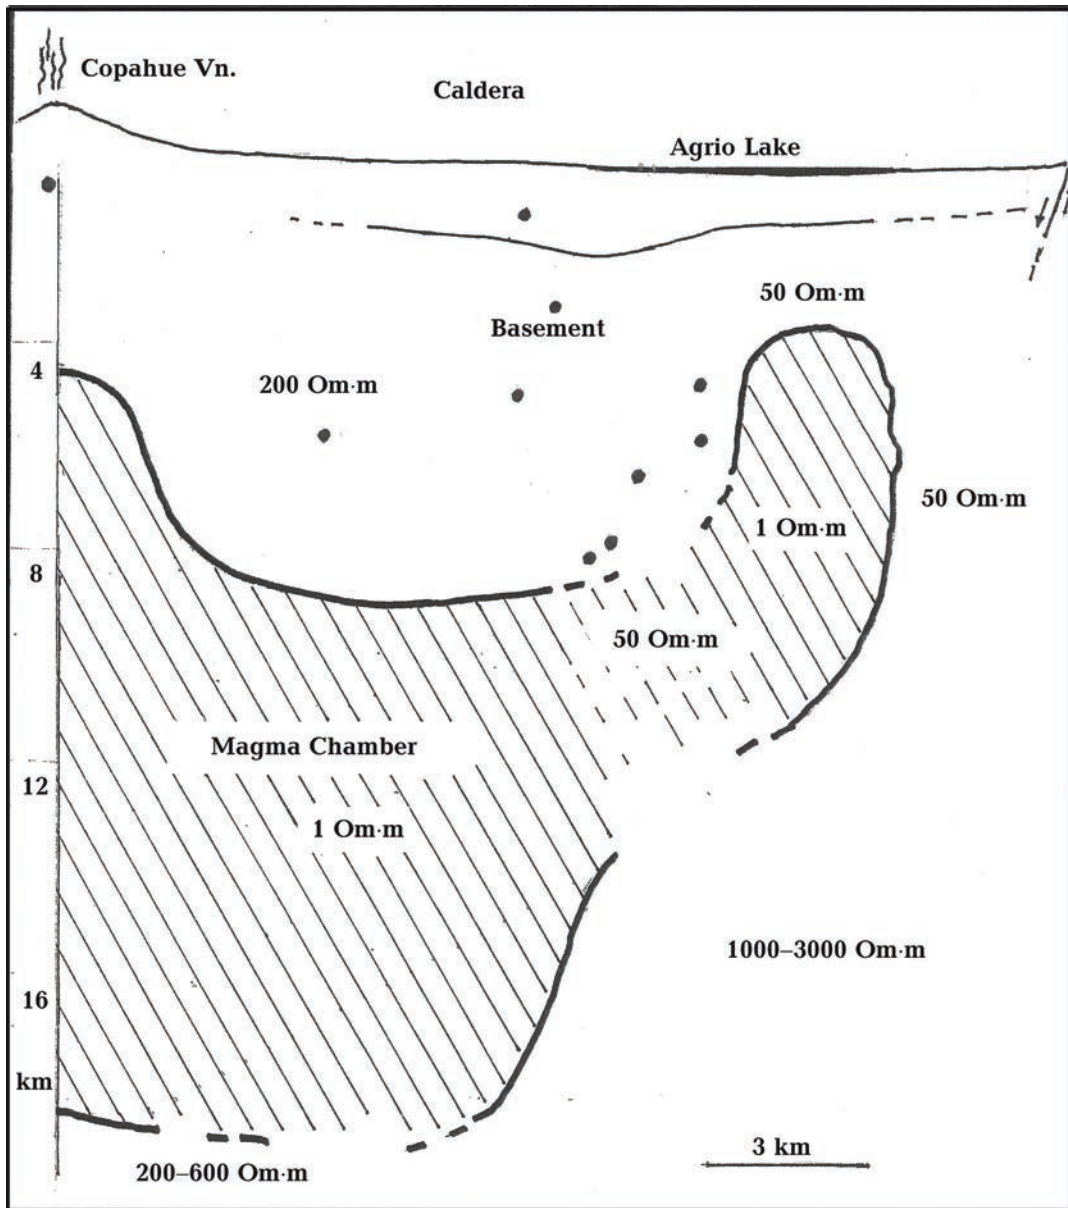 Copahue Vn.
Caldera
Agrio Lake
50 Om·m
Basement
4
200 Om·m
50 Om·m
1 Om·m
8
50 Om·m
Magma Chamber
12
1 Om·m
1000–3000 Om·m
16
km
3 km
200–600 Om·m